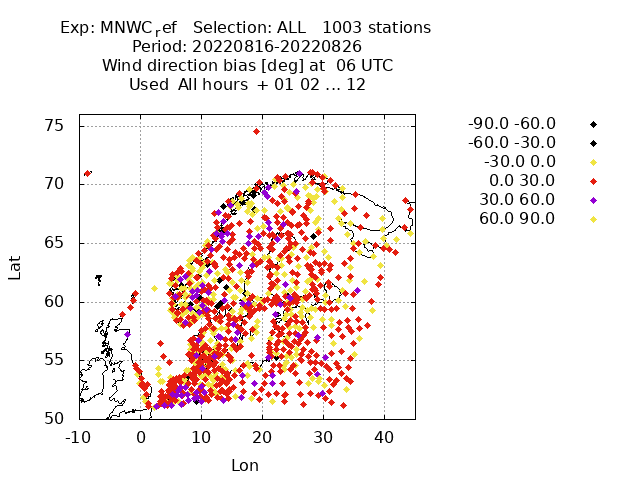 Exp: MNWCref   Selection: ALL   1003 stations
Period: 20220816-20220826
Wind direction bias [deg] at  06 UTC
Used  All hours  + 01 02 ... 12
-90.0 -60.0
-60.0 -30.0
-30.0 0.0
0.0 30.0
30.0 60.0
60.0 90.0
75
70
65
60
55
50
Lat
-10 0 10 20 30 40
Lon